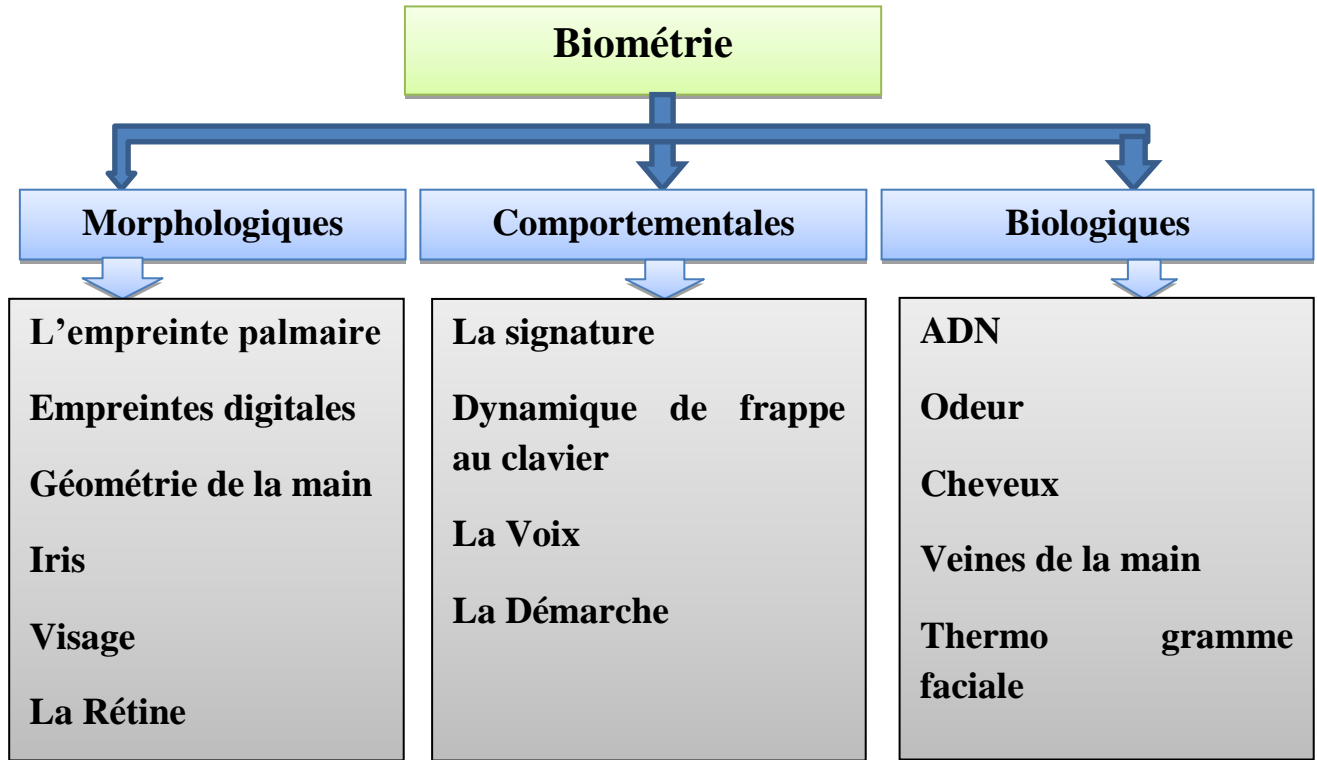 Biométrie
Morphologiques
Comportementales
Biologiques
L’empreinte palmaire
Empreintes digitales
Géométrie de la main
Iris
Visage
La Rétine
La signature
Dynamique de frappe
au clavier
La Voix
La Démarche
ADN
Odeur
Cheveux
Veines de la main
Thermo gramme
faciale